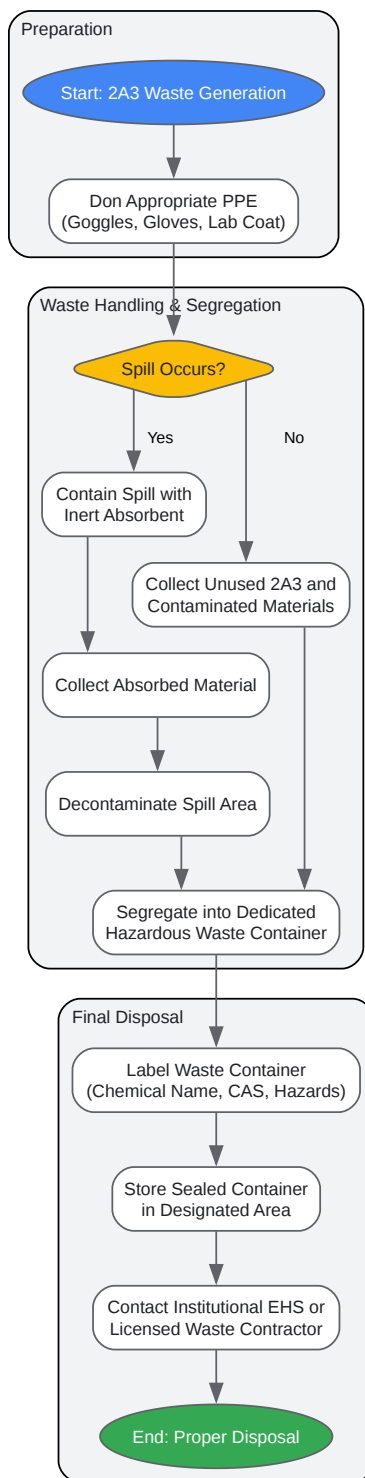 Preparation
Start: 2A3 Waste Generation
Don Appropriate PPE
(Goggles, Gloves, Lab Coat)
Waste Handling & Segregation
Spill Occurs?
Yes
No
Contain Spill with
Inert Absorbent
Collect Unused 2A3 and
Contaminated Materials
Collect Absorbed Material
Decontaminate Spill Area
Segregate into Dedicated
Hazardous Waste Container
Final Disposal
Label Waste Container
(Chemical Name, CAS, Hazards)
Store Sealed Container
in Designated Area
Contact Institutional EHS or
Licensed Waste Contractor
End: Proper Disposal